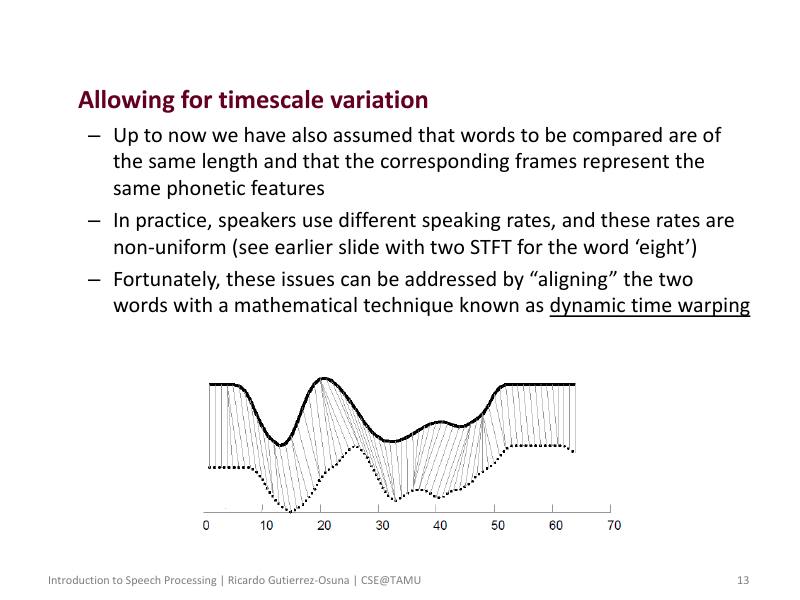 Allowing for timescale variation
– Up to now we have also assumed that words to be compared are of
the same length and that the corresponding frames represent the
same phonetic features
– In practice, speakers use different speaking rates, and these rates are
non-uniform (see earlier slide with two STFT for the word ‘eight’)
– Fortunately, these issues can be addressed by “aligning” the two
words with a mathematical technique known as dynamic time warping
0 10 20 30 40 50 60 70
Introduction to Speech Processing | Ricardo Gutierrez-Osuna | CSE@TAMU 13